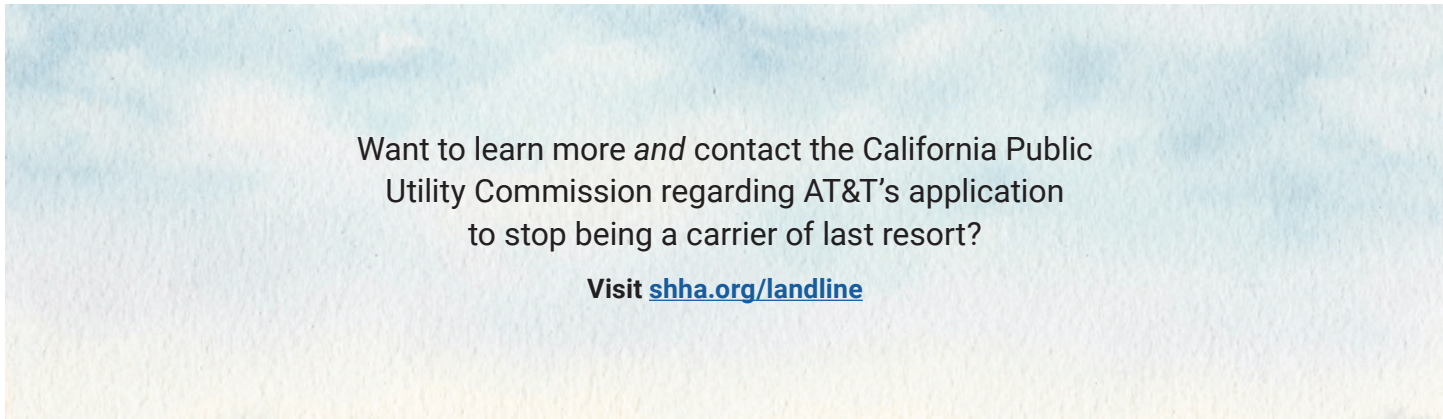 Want to learn more and contact the California Public
Utility Commission regarding AT&T’s application
to stop being a carrier of last resort?
Visit shha.org/landline